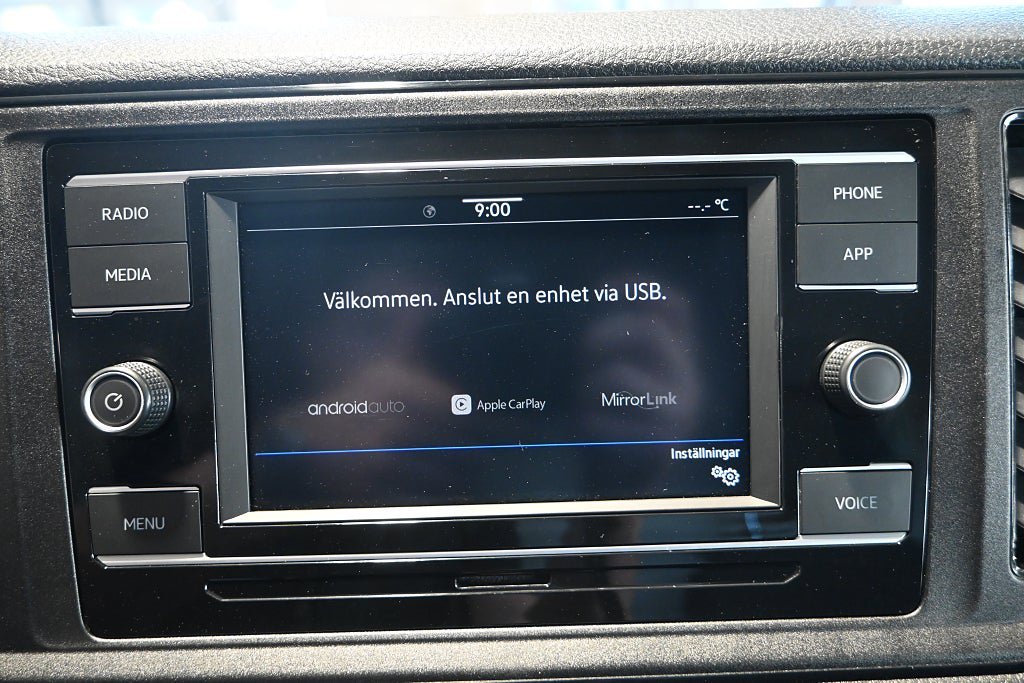 RADIO
MEDIA
MENU
9:00
--.- °C
Välkommen. Anslut en enhet via USB.
androidauto
Apple CarPlay
MirrorLink
Inställningar
PHONE
APP
VOICE